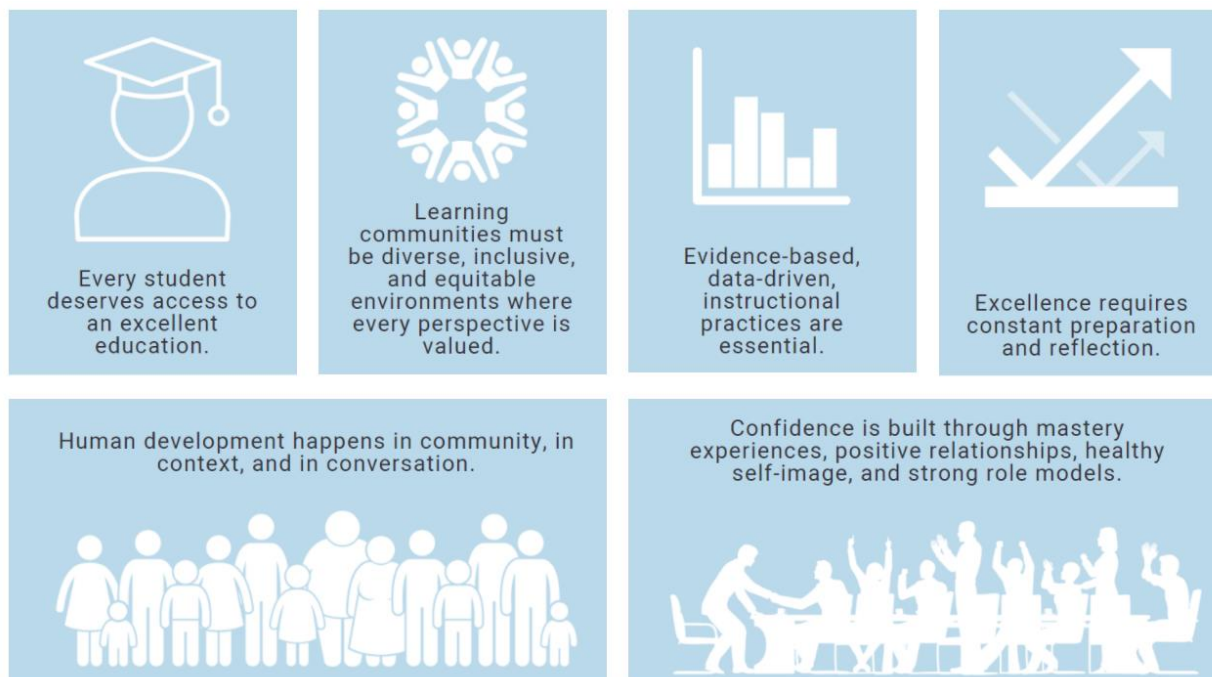 Every student
deserves access to
an excellent
education.
Learning
communities must
be diverse, inclusive,
and equitable
environments where
every perspective is
valued.
Evidence-based,
data-driven,
instructional
practices are
essential.
Excellence requires
constant preparation
and reflection.
Human development happens in community, in
context, and in conversation.
Confidence is built through mastery
experiences, positive relationships, healthy
self-image, and strong role models.